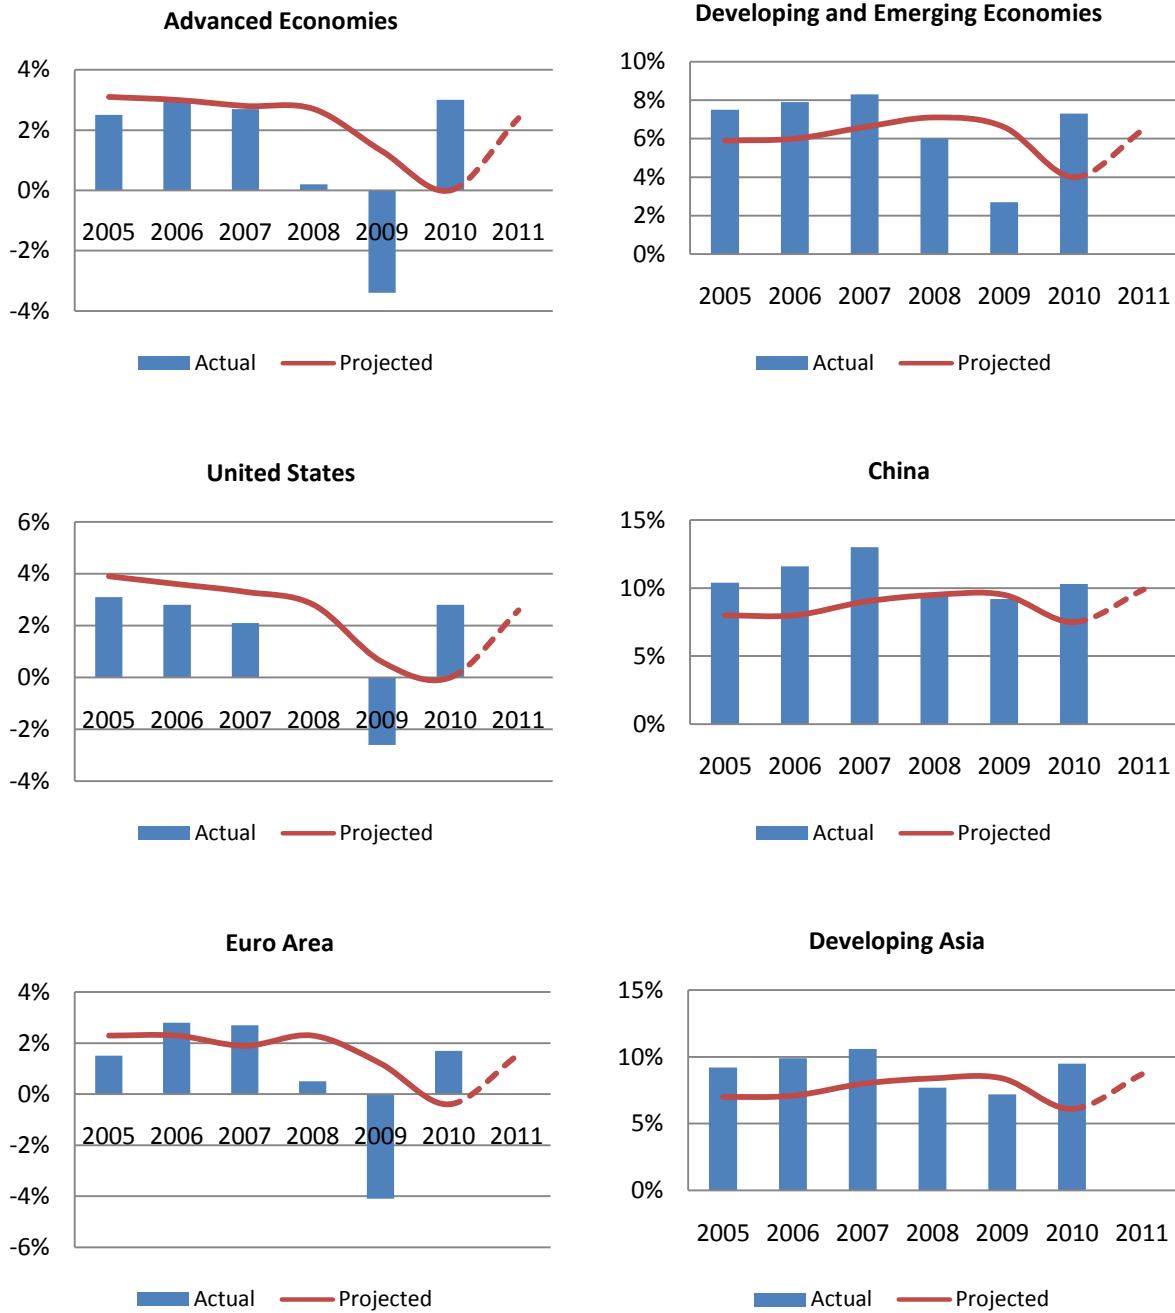 Advanced Economies
4%
2%
0%
-2%
-4%
2005 2006 2007 2008 2009 2010 2011
Actual Projected
Developing and Emerging Economies
10%
8%
6%
4%
2%
0%
2005 2006 2007 2008 2009 2010 2011
Actual Projected
United States
6%
4%
2%
0%
-2%
-4%
2005 2006 2007 2008 2009 2010 2011
Actual Projected
China
15%
10%
5%
0%
2005 2006 2007 2008 2009 2010 2011
Actual Projected
Euro Area
4%
2%
0%
-2%
-4%
-6%
2005 2006 2007 2008 2009 2010 2011
Actual Projected
Developing Asia
15%
10%
5%
0%
2005 2006 2007 2008 2009 2010 2011
Actual Projected